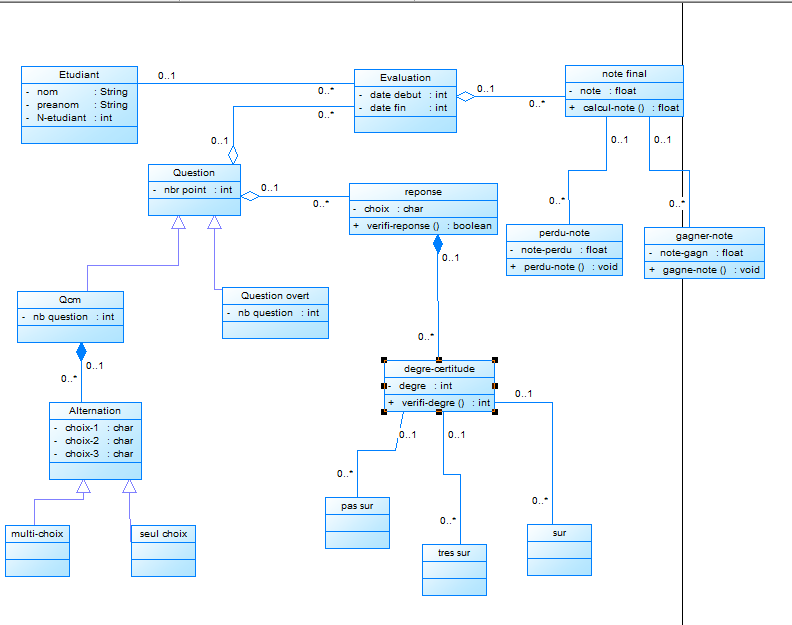 Etudiant
- nom : String
- preanom : String
- N-etudiant : int
0..1
0..*
Evaluation
- date debut : int
- date fin : int
0..1
0..*
note final
- note : float
+ calcul-note () : float
0..*
0..1
0..1
0..1
Question
- nbr point : int
0..1
0..*
reponse
- choix : char
+ verifi-reponse () : boolean
0..*
0..*
perdu-note
- note-perdu : float
+ perdu-note () : void
gagner-note
- note-gagn : float
+ gagne-note () : void
0..1
Qcm
- nb question : int
Question overt
- nb question : int
0..*
0..1
0..*
degre-certitude
- degre : int
+ verifi-degre () : int
0..1
Alternation
- choix-1 : char
- choix-2 : char
- choix-3 : char
0..1
0..1
0..*
0..*
0..*
pas sur
tres sur
sur
multi-choix
seul choix